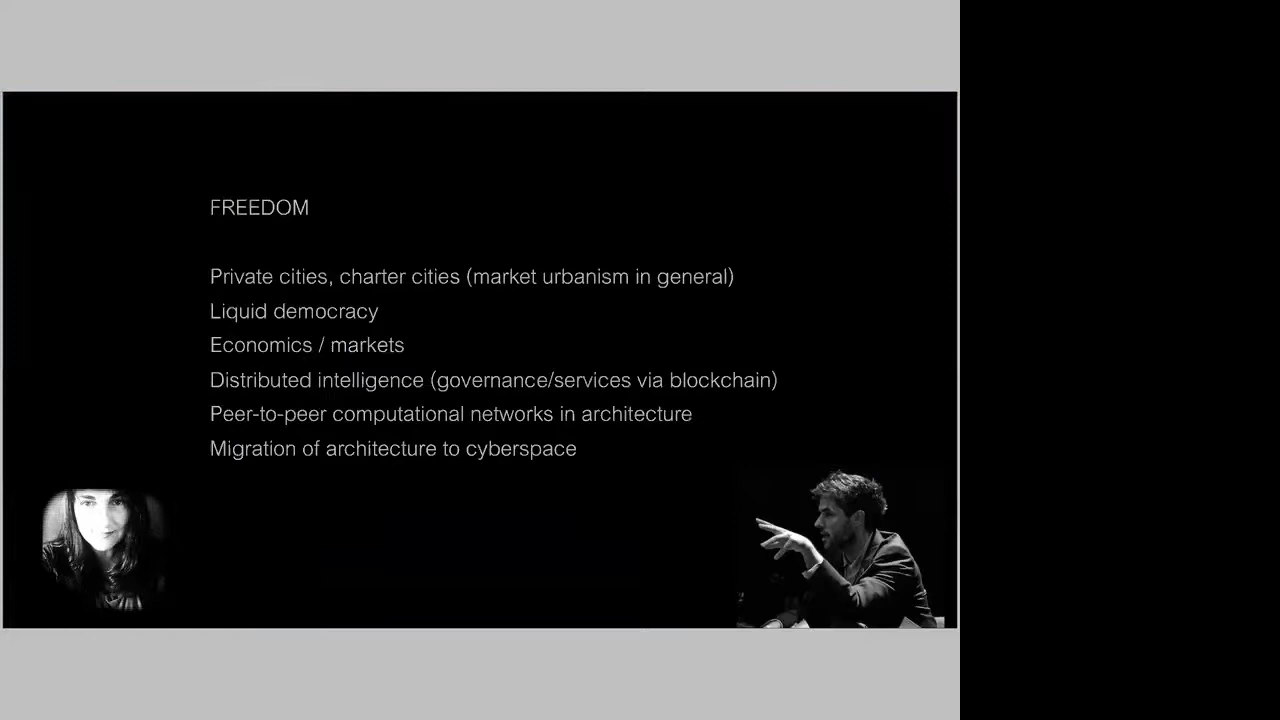 FREEDOM
Private cities, charter cities (market urbanism in general)
Liquid democracy
Economics / markets
Distributed intelligence (governance/services via blockchain)
Peer-to-peer computational networks in architecture
Migration of architecture to cyberspace